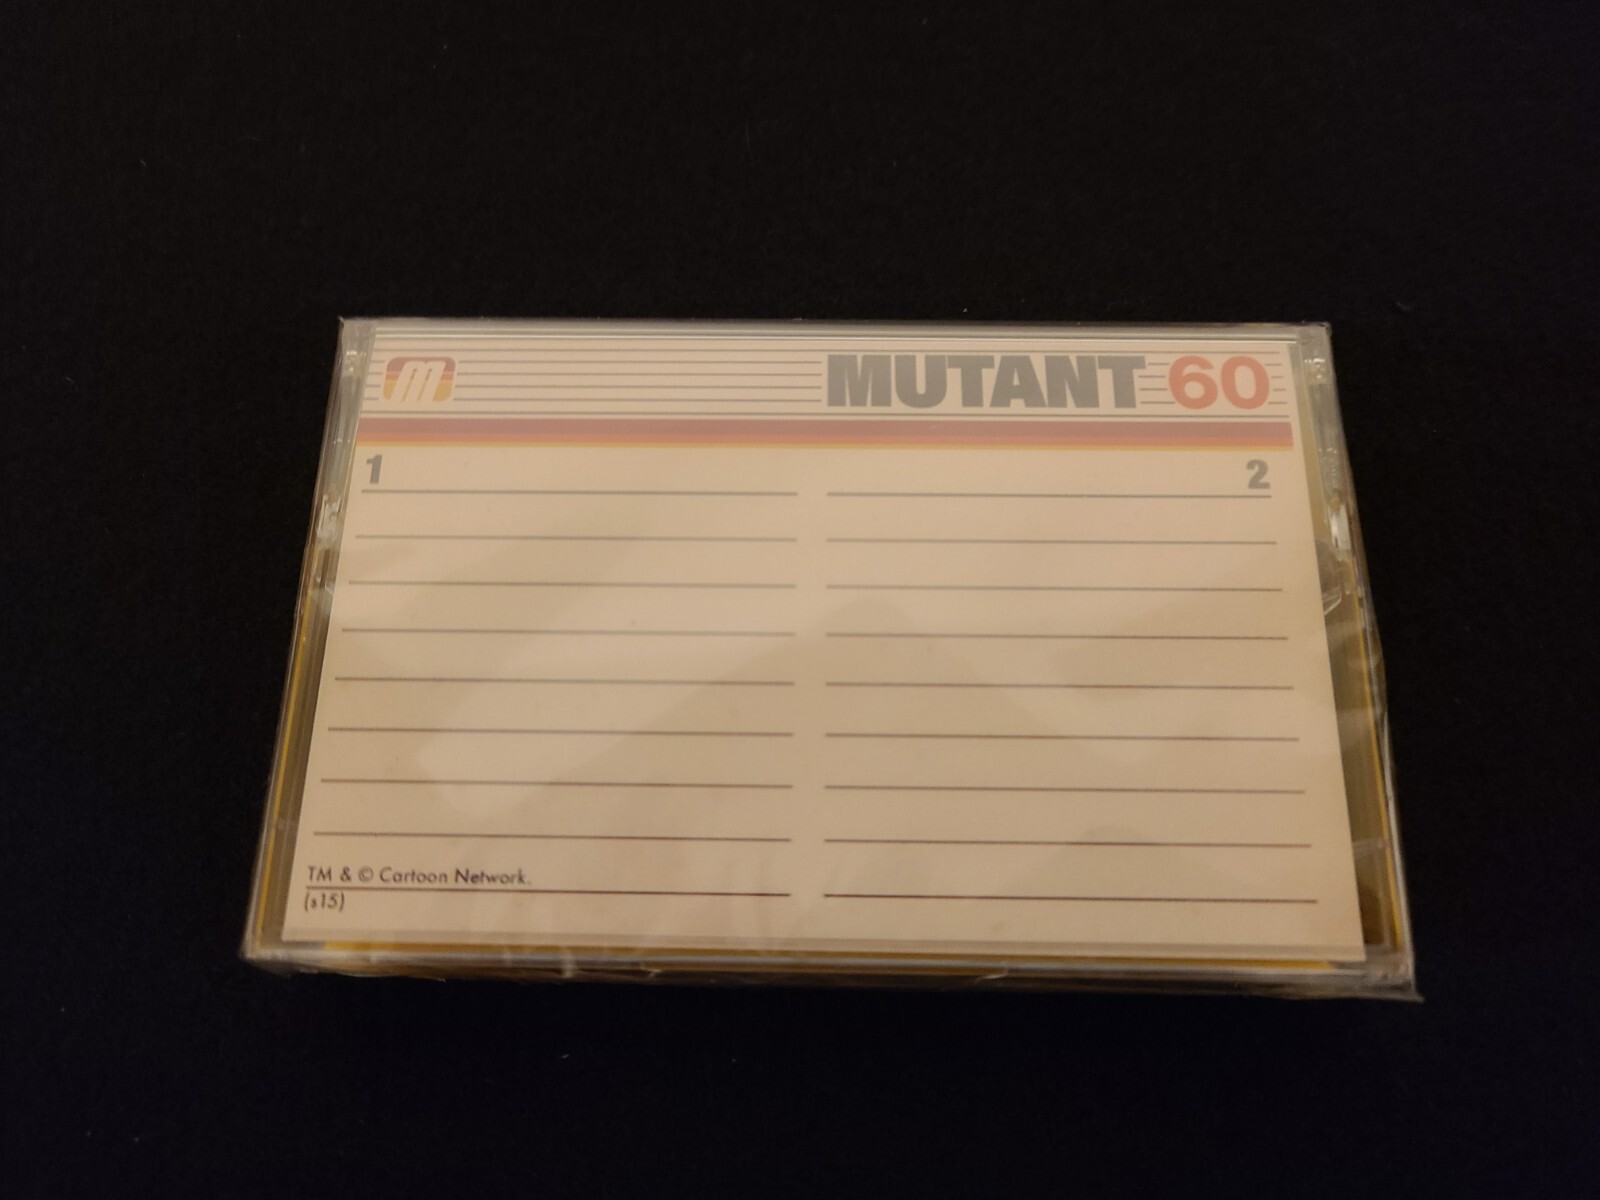 m MUTANT 60
1 2
TM & © Cartoon Network.
(s15)